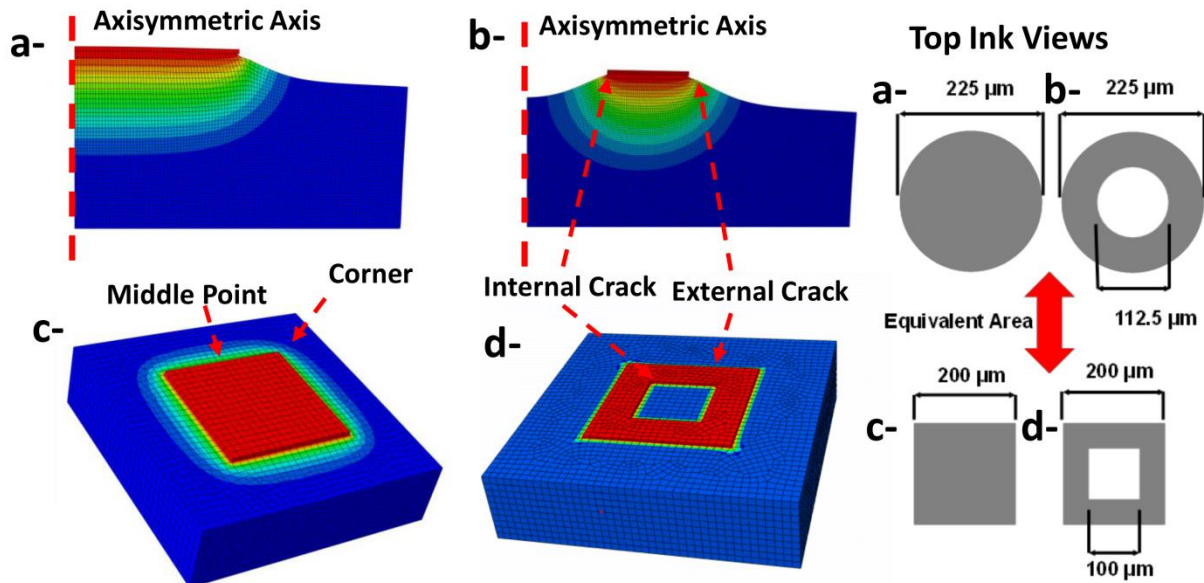 a-
Axisymmetric Axis
b-
Axisymmetric Axis
Top Ink Views
a-
225 µm
b-
225 µm
Middle Point
Corner
Internal Crack
External Crack
112.5 µm
Equivalent Area
c-
d-
200 µm
200 µm
c-
d-
100 µm